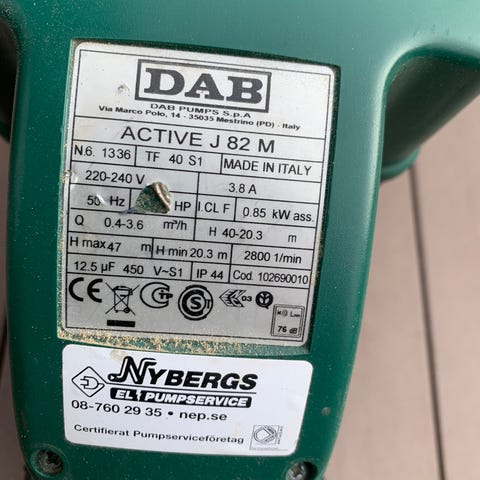 DAB
DAB PUMPS S.p.A
Via Marco Polo, 14 - 35035 Mestrino (PD) - Italy
ACTIVE J 82 M
N.6. 1336 TF 40 S1 MADE IN ITALY
220-240 V 3.8 A
50 Hz HP I.CL F 0.85 kW ass.
Q 0.4-3.6 m³/h H 40-20.3 m
H max 47 m H min 20.3 m 2800 1/min
12.5 µF 450 V~S1 IP 44 Cod. 102690010
CE 03
76 dB
NYBERGS
EL & PUMPSERVICE
08-760 29 35 • nep.se
Certifierat Pumpserviceföretag